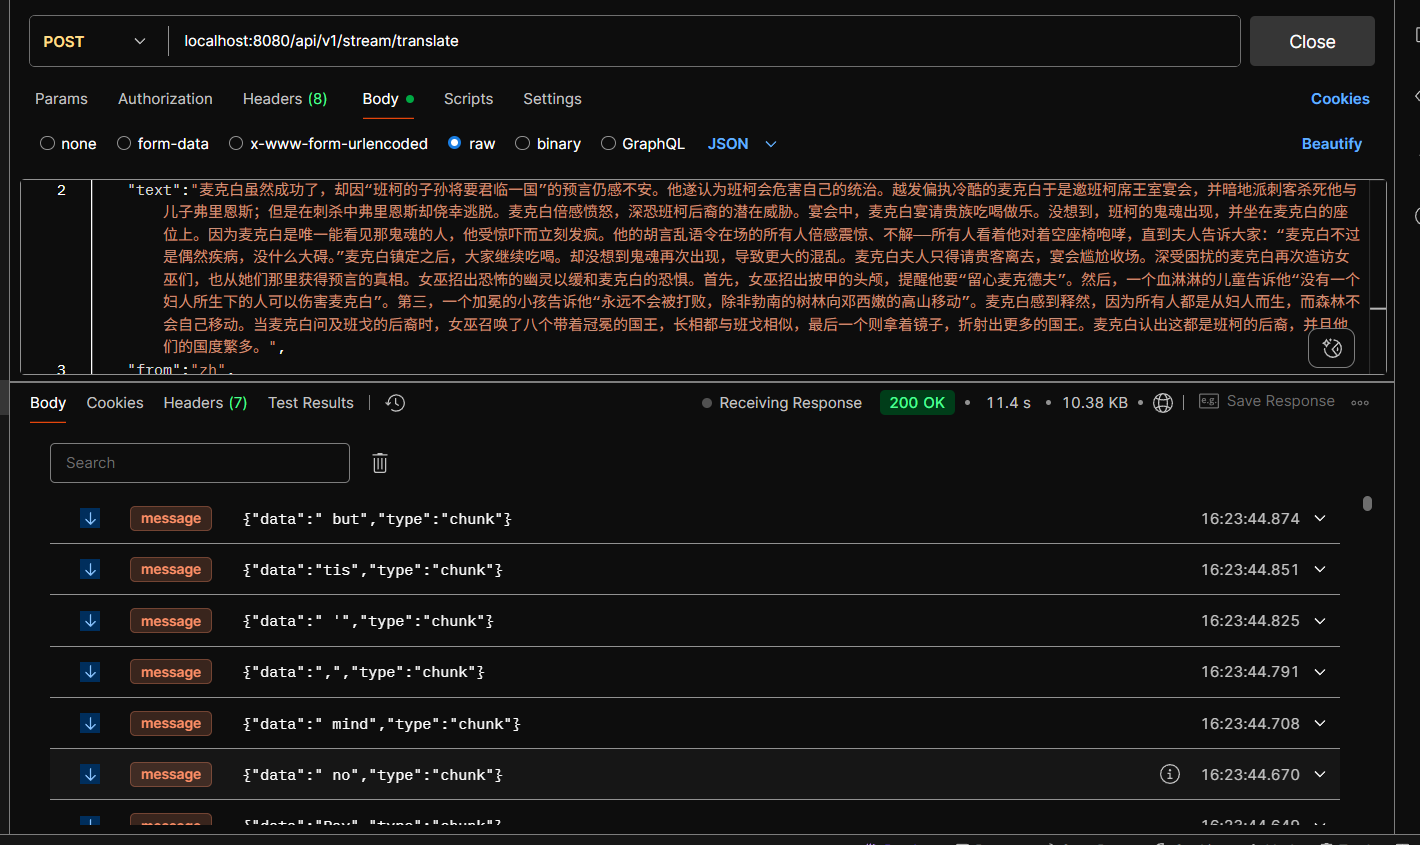 POST
localhost:8080/api/v1/stream/translate
Close
Params
Authorization
Headers (8)
Body
Scripts
Settings
Cookies
none
form-data
x-www-form-urlencoded
raw
binary
GraphQL
JSON
Beautify
2
"text":"麦克白虽然成功了，却因“班柯的子孙将要君临一国”的预言仍感不安。他遂认为班柯会危害自己的统治。越发偏执冷酷的麦克白于是邀班柯席王室宴会，并暗地派刺客杀死他与
儿子弗里恩斯；但是在刺杀中弗里恩斯却侥幸逃脱。麦克白倍感愤怒，深恐班柯后裔的潜在威胁。宴会中，麦克白宴请贵族吃喝做乐。没想到，班柯的鬼魂出现，并坐在麦克白的座
位上。因为麦克白是唯一能看见那鬼魂的人，他受惊吓而立刻发疯。他的胡言乱语令在场的所有人倍感震惊、不解——所有人看着他对着空座椅咆哮，直到夫人告诉大家：“麦克白不过
是偶然疾病，没什么大碍。”麦克白镇定之后，大家继续吃喝。却没想到鬼魂再次出现，导致更大的混乱。麦克白夫人只得请贵客离去，宴会尴尬收场。深受困扰的麦克白再次造访女
巫们，也从她们那里获得预言的真相。女巫招出恐怖的幽灵以缓和麦克白的恐惧。首先，女巫招出披甲的头颅，提醒他要“留心麦克德夫”。然后，一个血淋淋的儿童告诉他“没有一个
妇人所生下的人可以伤害麦克白”。第三，一个加冕的小孩告诉他“永远不会被打败，除非勃南的树林向邓西嫩的高山移动”。麦克白感到释然，因为所有人都是从妇人而生，而森林不
会自己移动。当麦克白问及班戈的后裔时，女巫召唤了八个带着冠冕的国王，长相都与班戈相似，最后一个则拿着镜子，折射出更多的国王。麦克白认出这都是班柯的后裔，并且他
们的国度繁多。",
3
"from":"zh",
Body
Cookies
Headers (7)
Test Results
Receiving Response
200 OK
11.4 s
10.38 KB
e.g.
Save Response
Search
message
{"data":" but","type":"chunk"}
16:23:44.874
message
{"data":"tis","type":"chunk"}
16:23:44.851
message
{"data":" '","type":"chunk"}
16:23:44.825
message
{"data":",","type":"chunk"}
16:23:44.791
message
{"data":" mind","type":"chunk"}
16:23:44.708
message
{"data":" no","type":"chunk"}
16:23:44.670
message